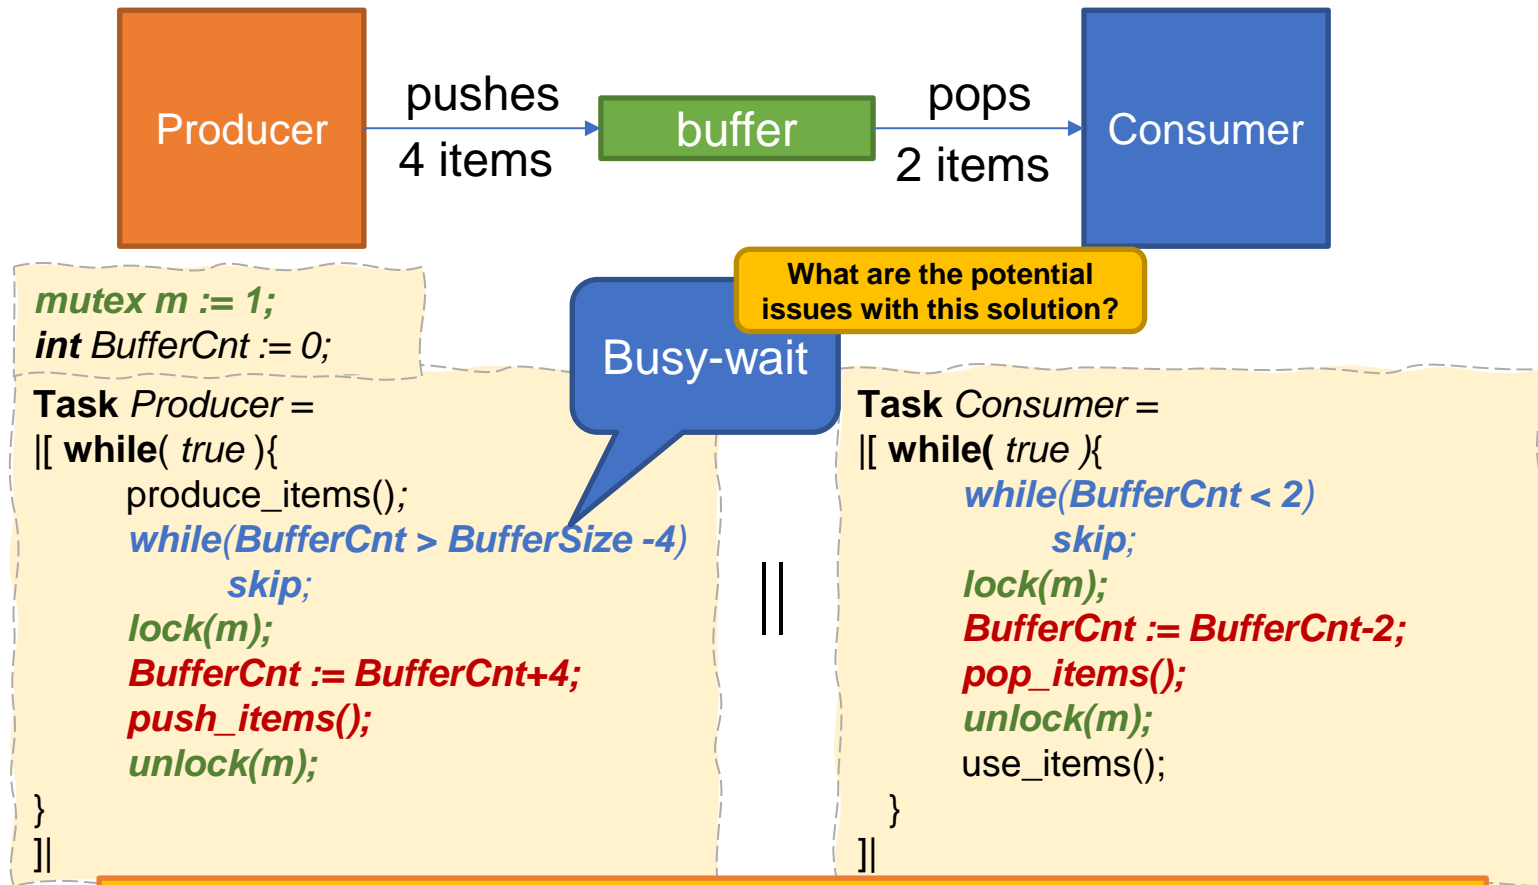 Producer
pushes
4 items
buffer
pops
2 items
Consumer
What are the potential
issues with this solution?
Busy-wait
mutex m := 1;
int BufferCnt := 0;
Task Producer =
|[ while( true ){
produce_items();
while(BufferCnt > BufferSize -4)
skip;
lock(m);
BufferCnt := BufferCnt+4;
push_items();
unlock(m);
}
]|
||
Task Consumer =
|[ while( true ){
while(BufferCnt < 2)
skip;
lock(m);
BufferCnt := BufferCnt-2;
pop_items();
unlock(m);
use_items();
}
]|